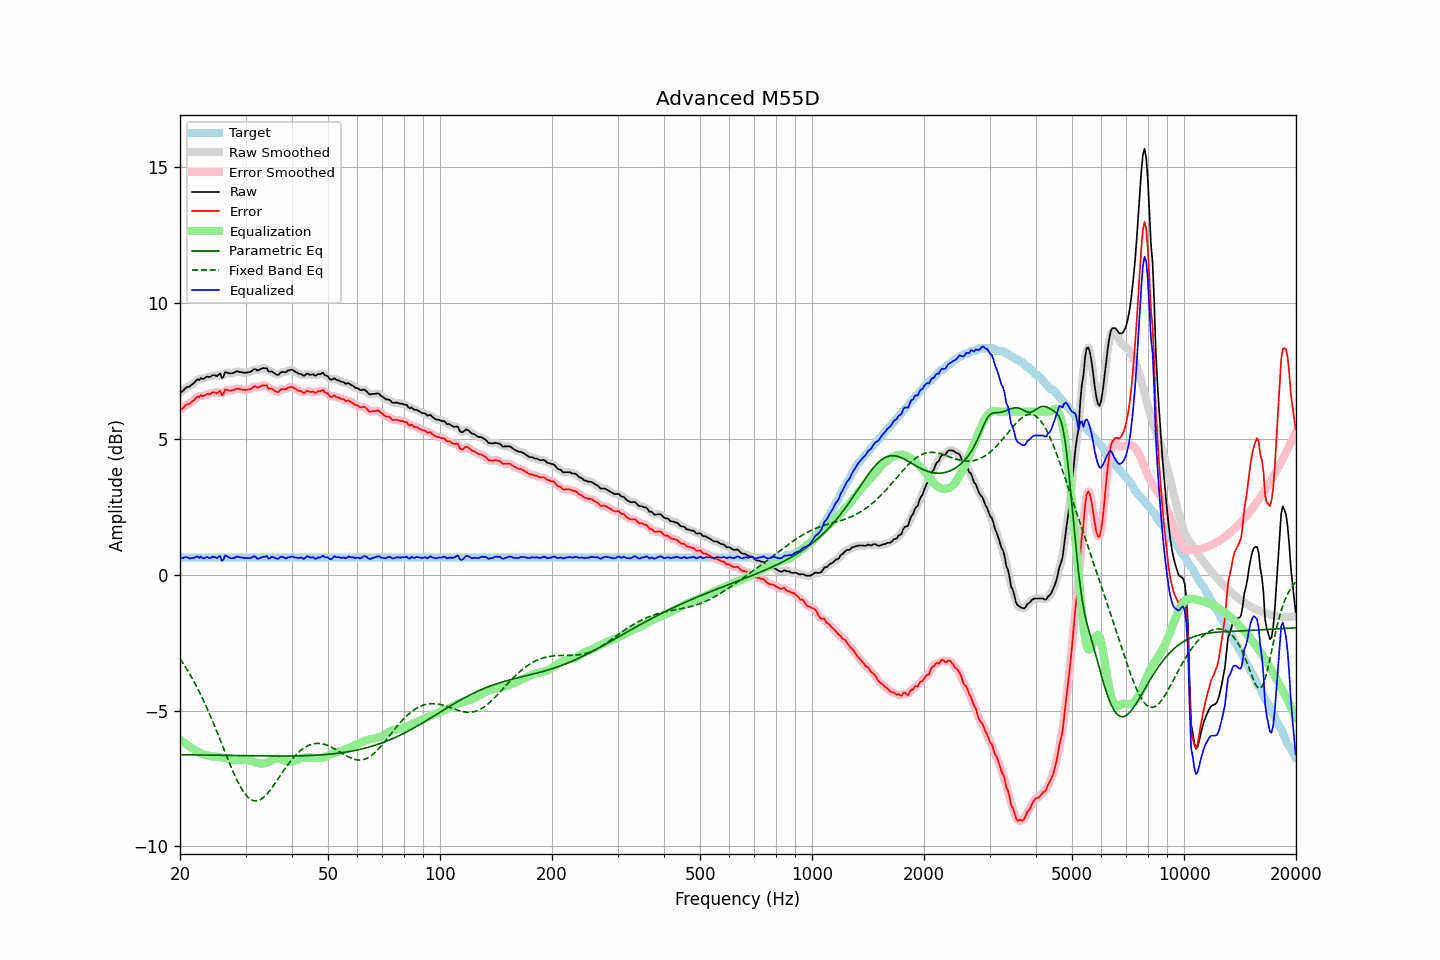 Advanced M55D
Target
Raw Smoothed
Error Smoothed
Raw
Error
Equalization
Parametric Eq
Fixed Band Eq
Equalized
15
10
5
0
−5
−10
Amplitude (dBr)
20 50 100 200 500 1000 2000 5000 10000 20000
Frequency (Hz)